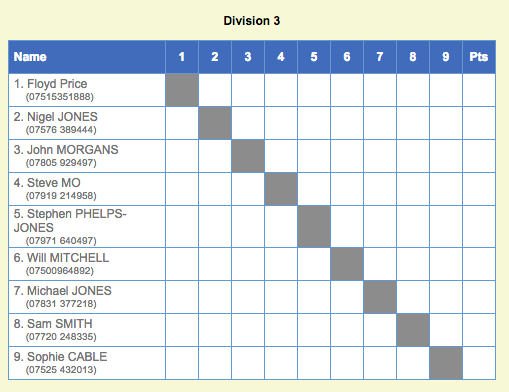 Division 3
Name 1 2 3 4 5 6 7 8 9 Pts
1. Floyd Price
(07515351888)
2. Nigel JONES
(07576 389444)
3. John MORGANS
(07805 929497)
4. Steve MO
(07919 214958)
5. Stephen PHELPS-
JONES
(07971 640497)
6. Will MITCHELL
(07500964892)
7. Michael JONES
(07831 377218)
8. Sam SMITH
(07720 248335)
9. Sophie CABLE
(07525 432013)